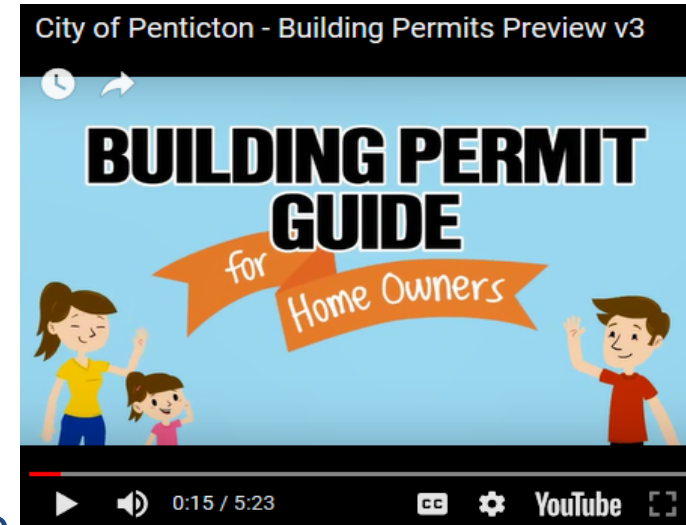 City of Penticton - Building Permits Preview v3
BUILDING PERMIT
GUIDE
for
Home Owners
0:15 / 5:23
CC
YouTube